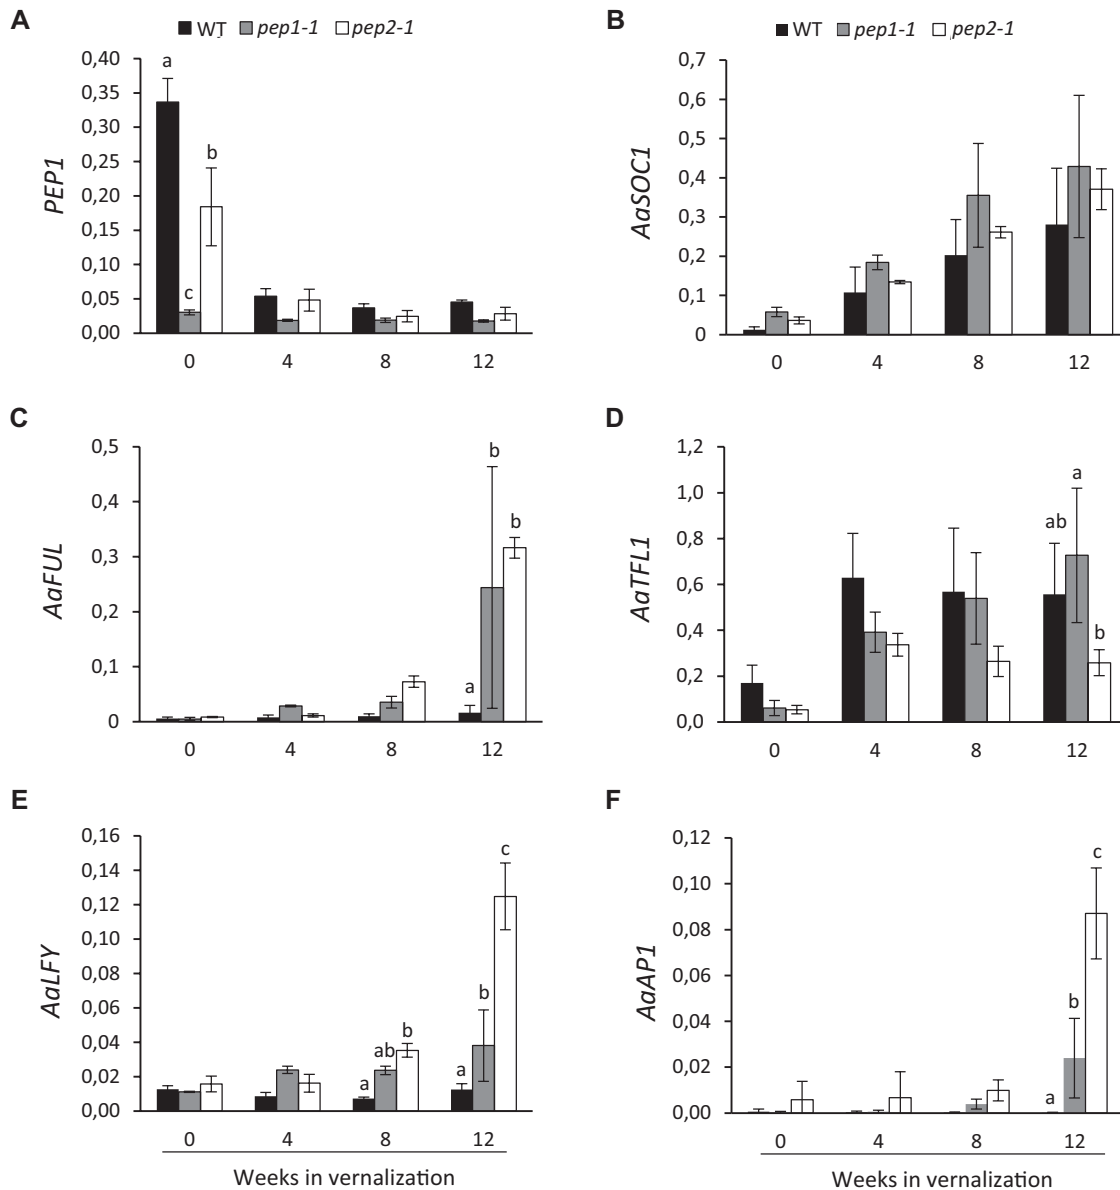 A
WT pep1-1 pep2-1
PEP1
0,40
0,35
0,30
0,25
0,20
0,15
0,10
0,05
0,00
a
b
c
0 4 8 12
B
WT pep1-1 pep2-1
AaSOC1
0,7
0,6
0,5
0,4
0,3
0,2
0,1
0
0 4 8 12
C
AaFUL
0,5
0,4
0,3
0,2
0,1
0
b
b
a
0 4 8 12
D
AaTFL1
1,2
1,0
0,8
0,6
0,4
0,2
0,0
a
ab
b
0 4 8 12
E
AaLFY
0,16
0,14
0,12
0,10
0,08
0,06
0,04
0,02
0,00
c
b
a ab b
a
0 4 8 12
Weeks in vernalization
F
AaAP1
0,12
0,10
0,08
0,06
0,04
0,02
0,00
c
b
a
0 4 8 12
Weeks in vernalization